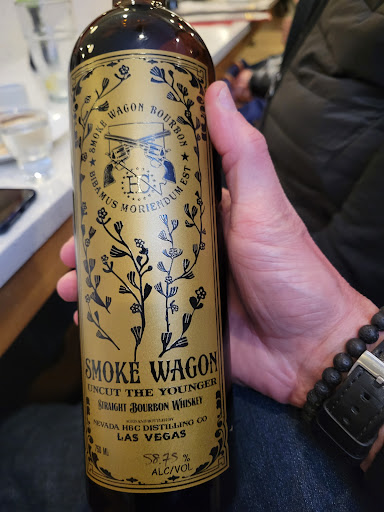 SMOKE WAGON BOURBON
BIBAMUS MORIENDUM EST
SMOKE WAGON
UNCUT THE YOUNGER
STRAIGHT BOURBON WHISKEY
NEVADA H&C DISTILLING CO
LAS VEGAS
ML
58.75 %
ALC/VOL